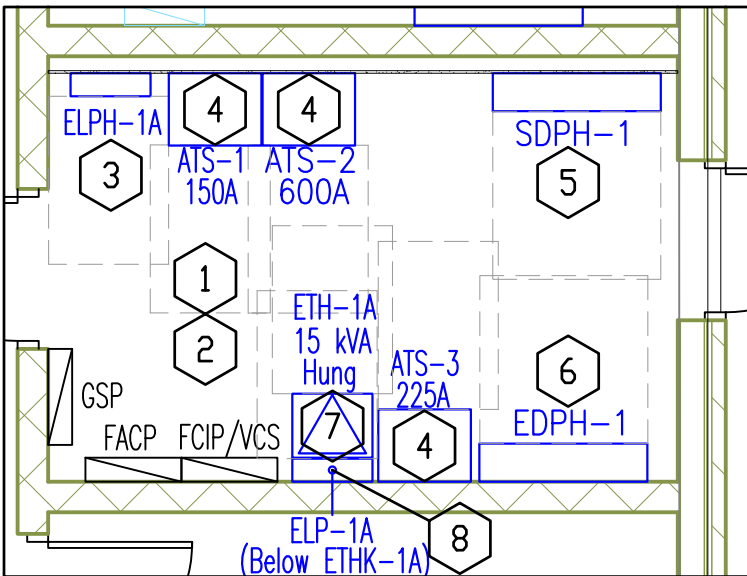 4
4
ELPH-1A
SDPH-1
ATS-1
150A
ATS-2
600A
3
5
1
ETH-1A
15 kVA
Hung
2
ATS-3
225A
6
GSP
7
EDPH-1
FACP
FCIP/VCS
4
ELP-1A
(Below ETHK-1A)
8